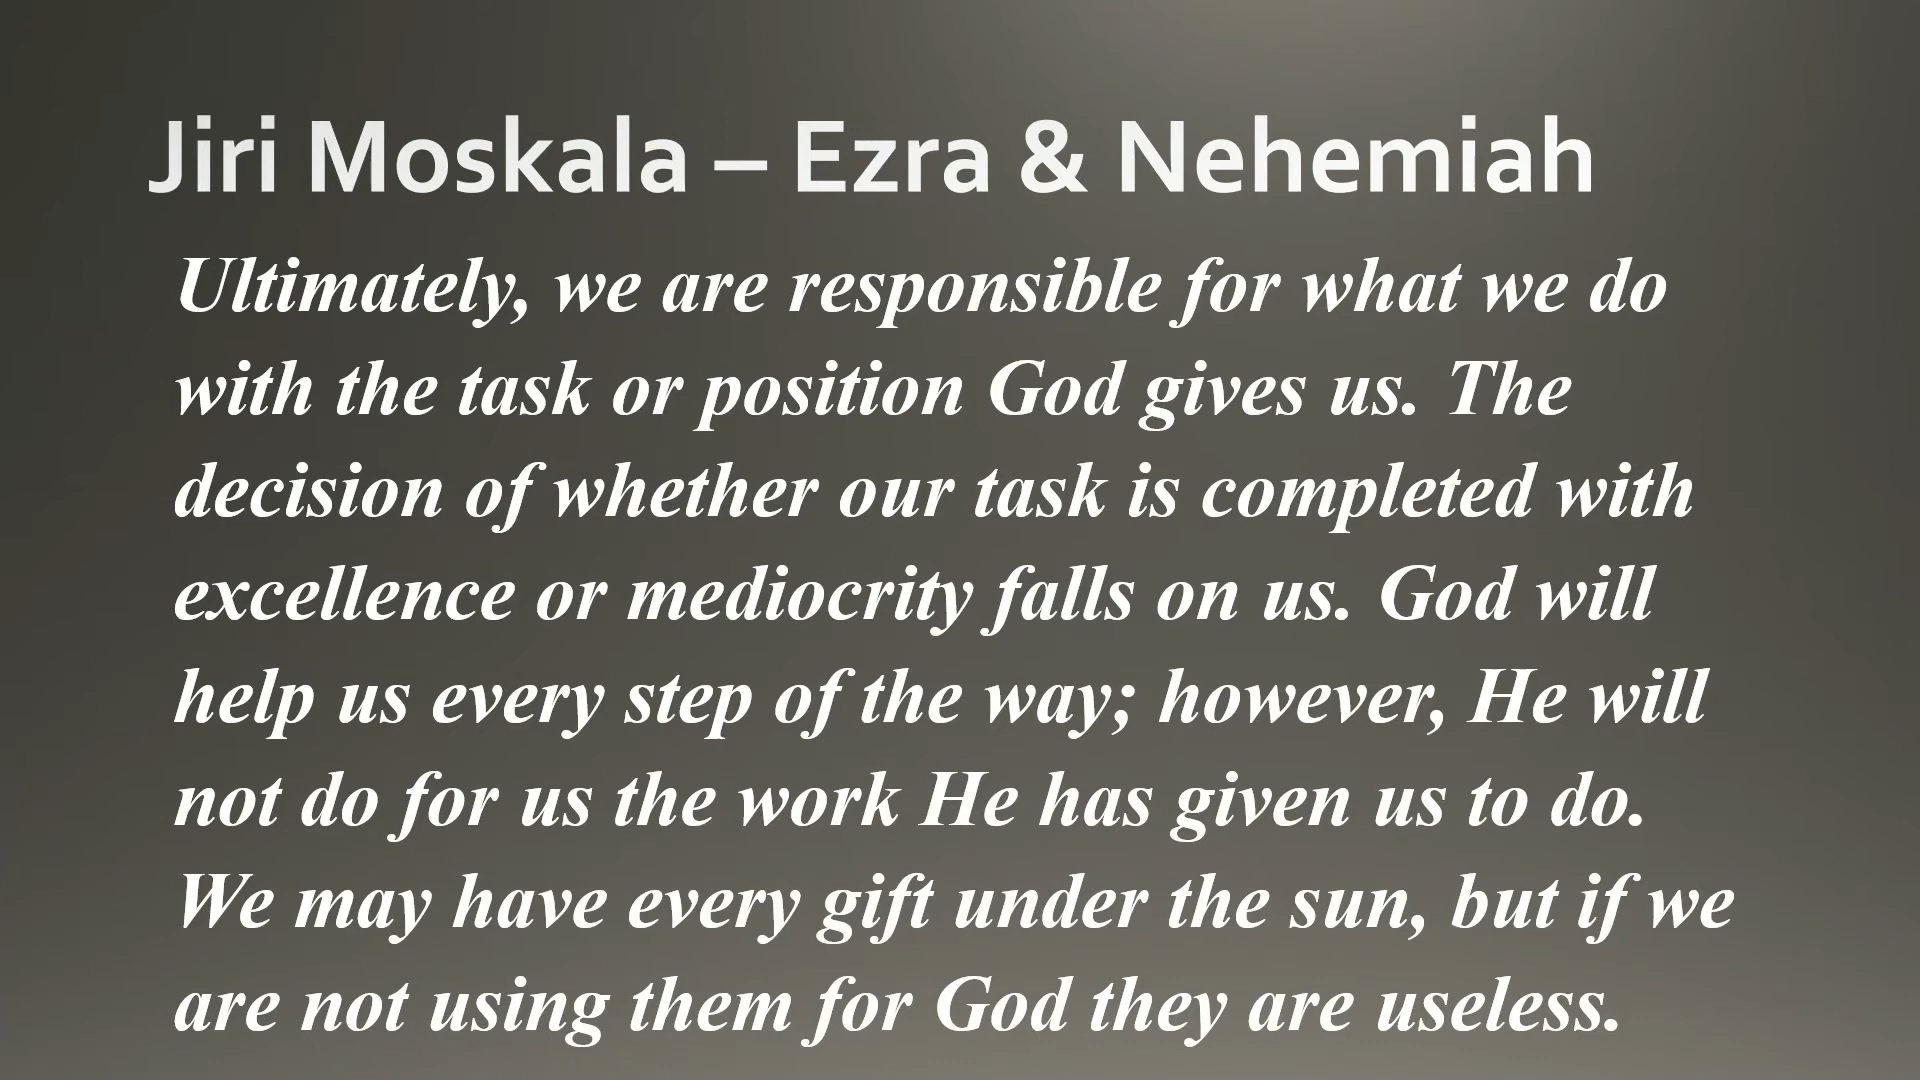 Jiri Moskala – Ezra & Nehemiah
Ultimately, we are responsible for what we do
with the task or position God gives us. The
decision of whether our task is completed with
excellence or mediocrity falls on us. God will
help us every step of the way; however, He will
not do for us the work He has given us to do.
We may have every gift under the sun, but if we
are not using them for God they are useless.